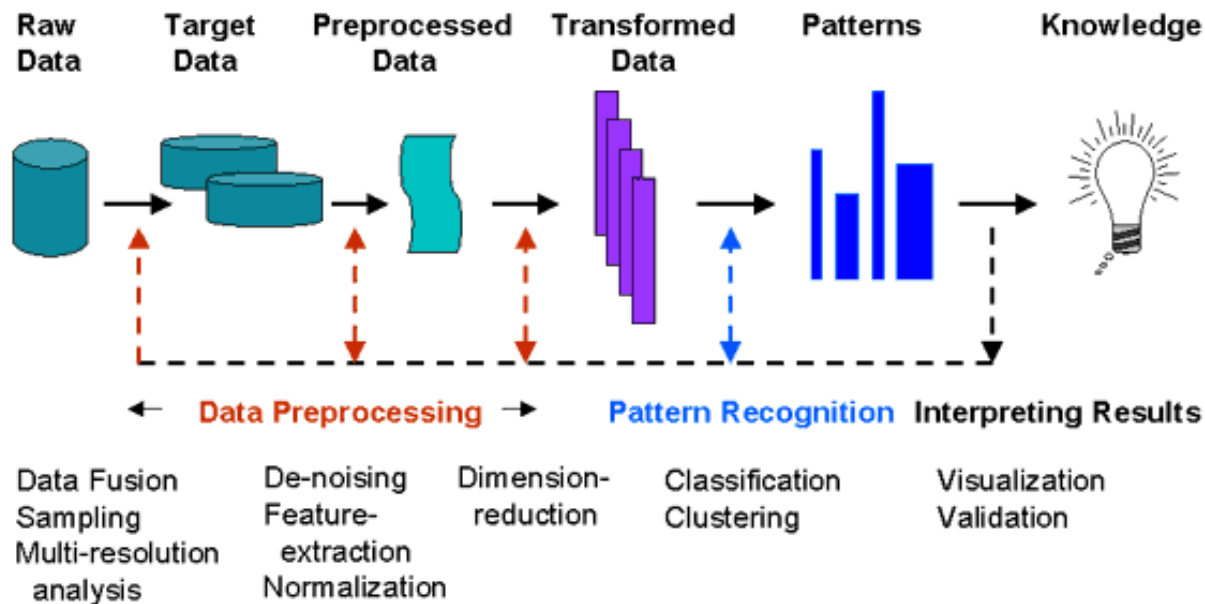 Raw Data
Target Data
Preprocessed Data
Transformed Data
Patterns
Knowledge
Data Preprocessing
Pattern Recognition
Interpreting Results
Data Fusion
Sampling
Multi-resolution
analysis
De-noising
Feature-
extraction
Normalization
Dimension-
reduction
Classification
Clustering
Visualization
Validation